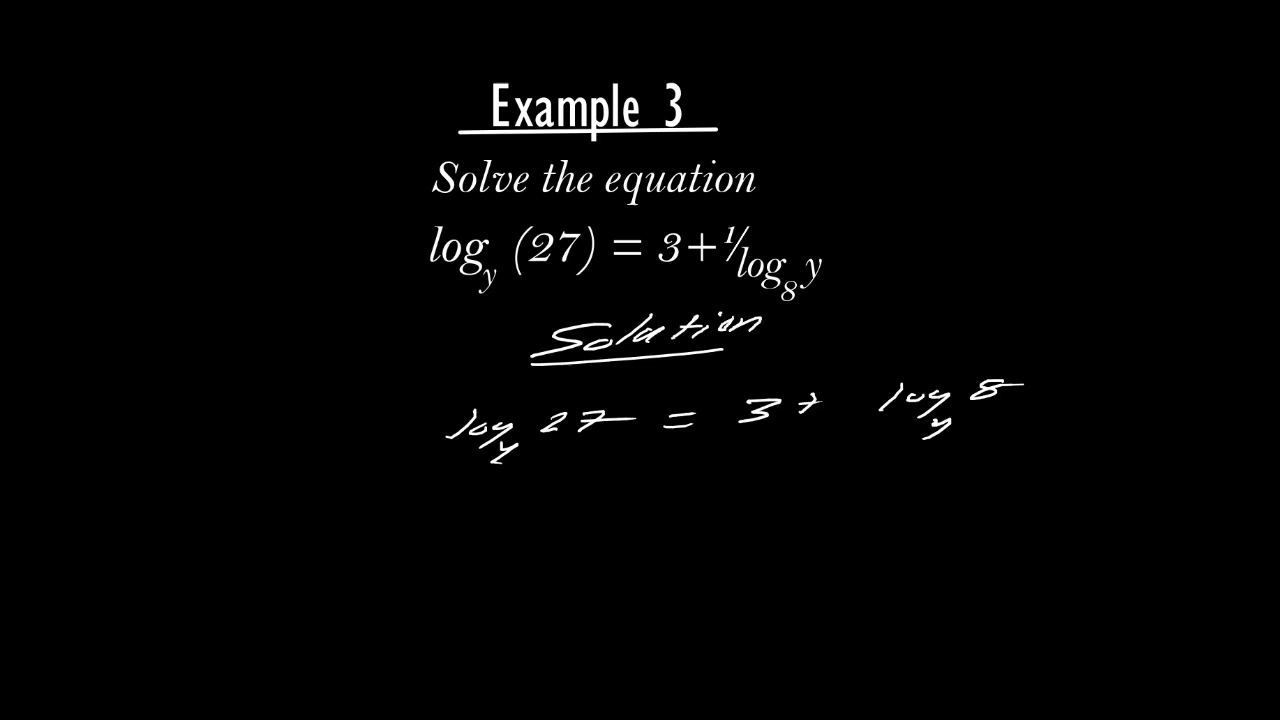 Example 3
Solve the equation
log_y (27) = 3+1/log_8 y
Solution
log_y 27 = 3 + log_y 8